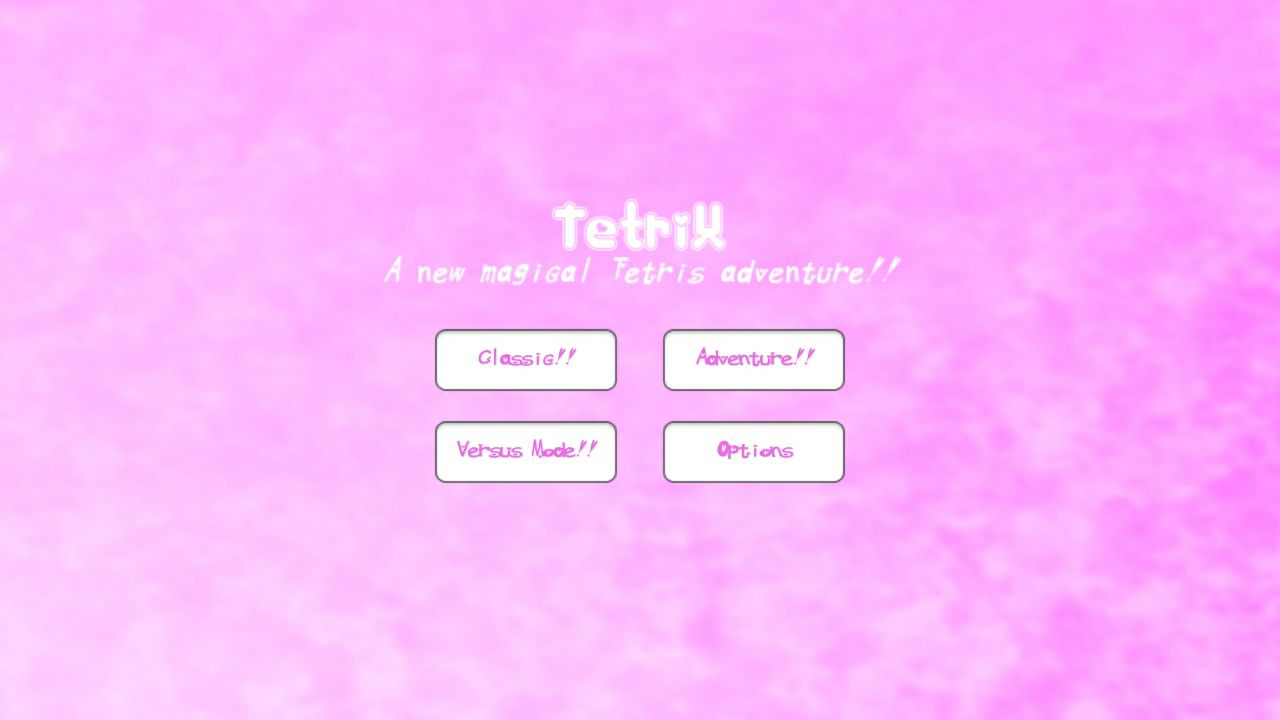 TetriX
A new magical Tetris adventure!!
Classic!! Adventure!!
Versus Mode!! Options